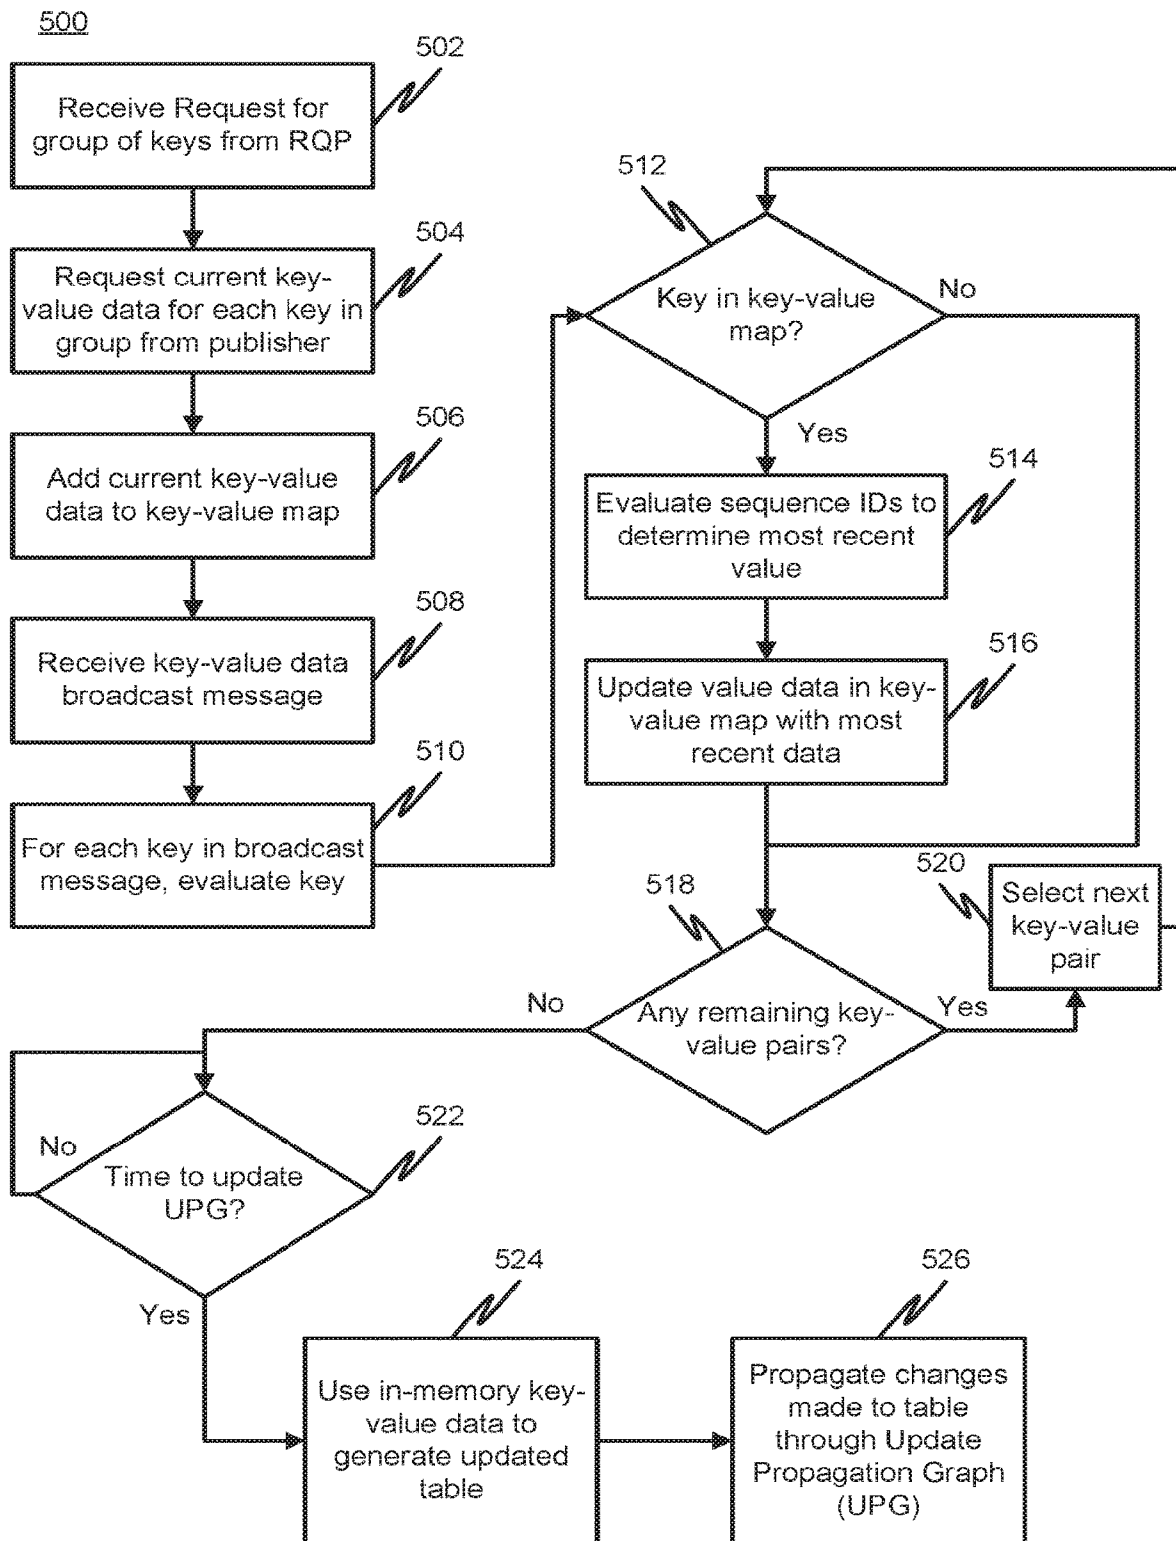 500
502
Receive Request for
group of keys from RQP
504
Request current key-
value data for each key in
group from publisher
506
Add current key-value
data to key-value map
508
Receive key-value data
broadcast message
510
For each key in broadcast
message, evaluate key
512
Key in key-value
map?
No
Yes
514
Evaluate sequence IDs to
determine most recent
value
516
Update value data in key-
value map with most
recent data
518
Any remaining key-
value pairs?
No
Yes
520
Select next
key-value
pair
522
Time to update
UPG?
No
Yes
524
Use in-memory key-
value data to
generate updated
table
526
Propagate changes
made to table
through Update
Propagation Graph
(UPG)